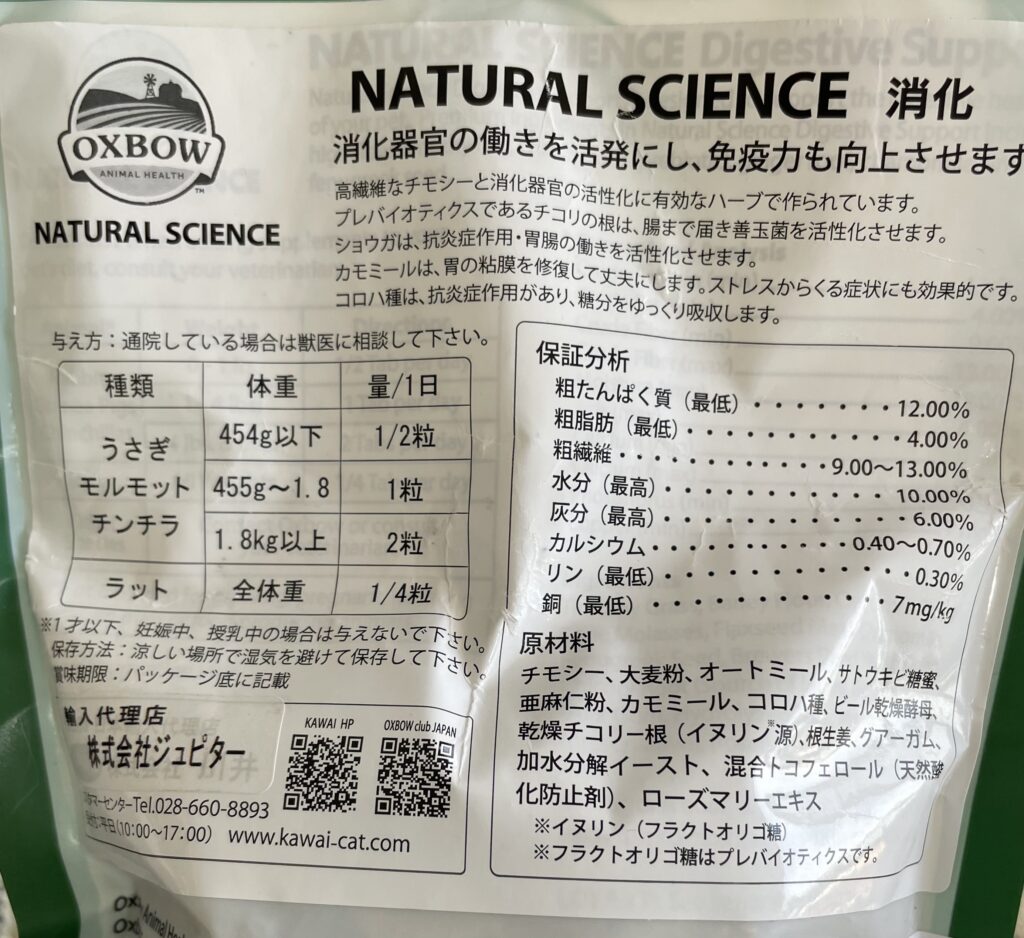 OXBOW
ANIMAL HEALTH
TM
NATURAL SCIENCE
NATURAL SCIENCE Digestive
NATURAL SCIENCE 消化
消化器官の働きを活発にし、免疫力も向上させます
高繊維なチモシーと消化器官の活性化に有効なハーブで作られています。
プレバイオティクスであるチコリの根は、腸まで届き善玉菌を活性化させます。
ショウガは、抗炎症作用・胃腸の働きを活性化させます。
カモミールは、胃の粘膜を修復して丈夫にします。ストレスからくる症状にも効果的です。
コロハ種は、抗炎症作用があり、糖分をゆっくり吸収します。
与え方：通院している場合は獣医に相談して下さい。
種類 体重 量/1日
うさぎ モルモット チンチラ
454g以下 1/2粒
455g〜1.8 1粒
1.8kg以上 2粒
ラット 全体重 1/4粒
※1才以下、妊娠中、授乳中の場合は与えないで下さい。
保存方法：涼しい場所で湿気を避けて保存して下さい。
賞味期限：パッケージ底に記載
輸入代理店
株式会社ジュピター
マーセンターTel.028-660-8893
平日(10:00〜17:00) www.kawai-cat.com
KAWAI HP
OXBOW club JAPAN
保証分析
粗たんぱく質（最低）・・・・・・・・12.00%
粗脂肪（最低）・・・・・・・・・・・・4.00%
粗繊維・・・・・・・・・・・・9.00〜13.00%
水分（最高）・・・・・・・・・・・・10.00%
灰分（最高）・・・・・・・・・・・・・6.00%
カルシウム・・・・・・・・・・0.40〜0.70%
リン（最低）・・・・・・・・・・・・・0.30%
銅（最低）・・・・・・・・・・・・・7mg/kg
原材料
チモシー、大麦粉、オートミール、サトウキビ糖蜜、
亜麻仁粉、カモミール、コロハ種、ビール乾燥酵母、
乾燥チコリー根（イヌリン※源）、根生姜、グアーガム、
加水分解イースト、混合トコフェロール（天然酸
化防止剤）、ローズマリーエキス
※イヌリン（フラクトオリゴ糖）
※フラクトオリゴ糖はプレバイオティクスです。